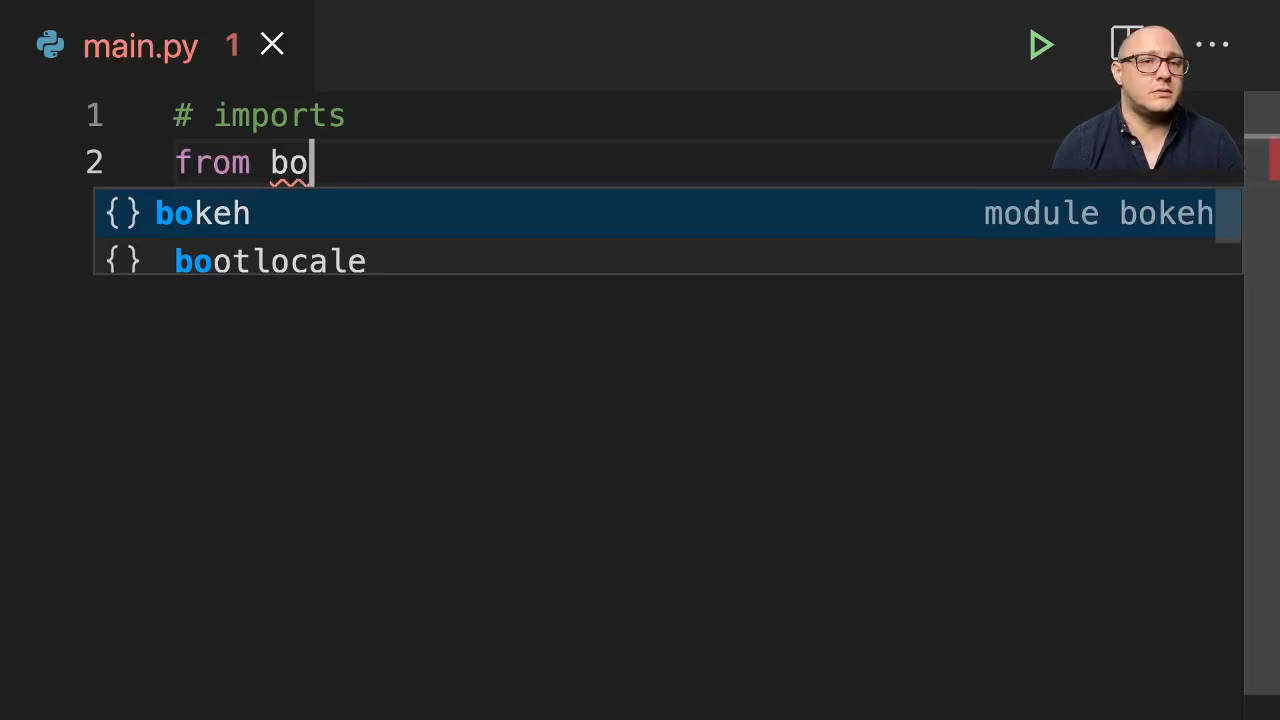 main.py 1
1 # imports
2 from bo
{} bokeh module bokeh
{} bootlocale